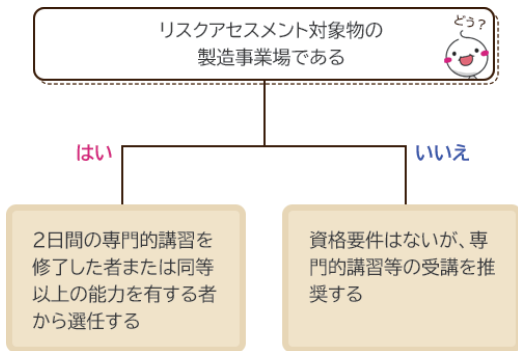 リスクアセスメント対象物の
製造事業場である
どう?
はい
いいえ
2日間の専門的講習を
修了した者または同等
以上の能力を有する者
から選任する
資格要件はないが、専
門的講習等の受講を推
奨する